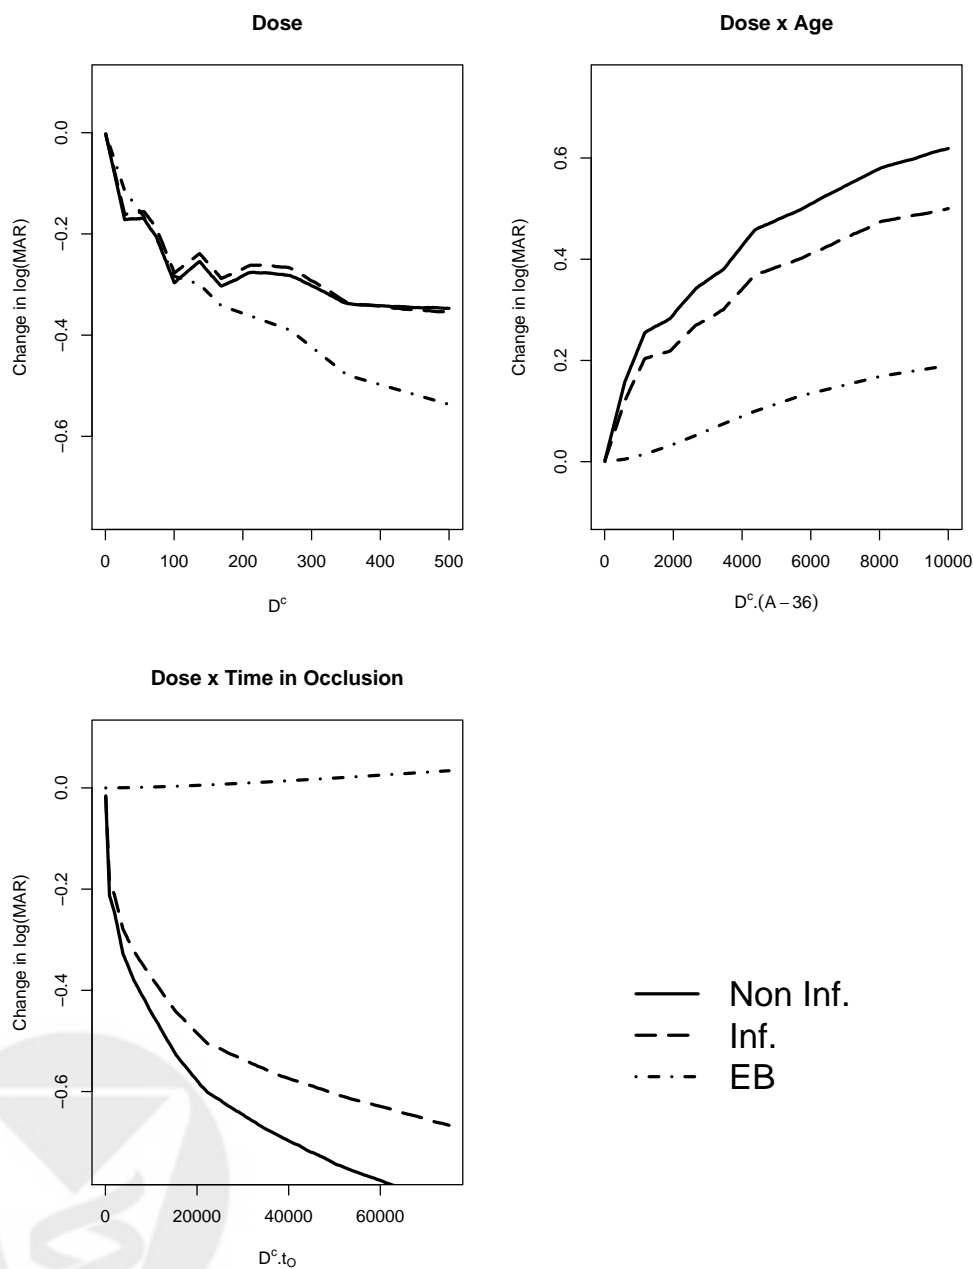 Dose
Change in log(MAR)
0.0
−0.2
−0.4
−0.6
0 100 200 300 400 500
D^c
Dose x Age
Change in log(MAR)
0.6
0.4
0.2
0.0
0 2000 4000 6000 8000 10000
D^c.(A − 36)
Dose x Time in Occlusion
Change in log(MAR)
0.0
−0.2
−0.4
−0.6
0 20000 40000 60000
D^c.t_O
Non Inf.
Inf.
EB